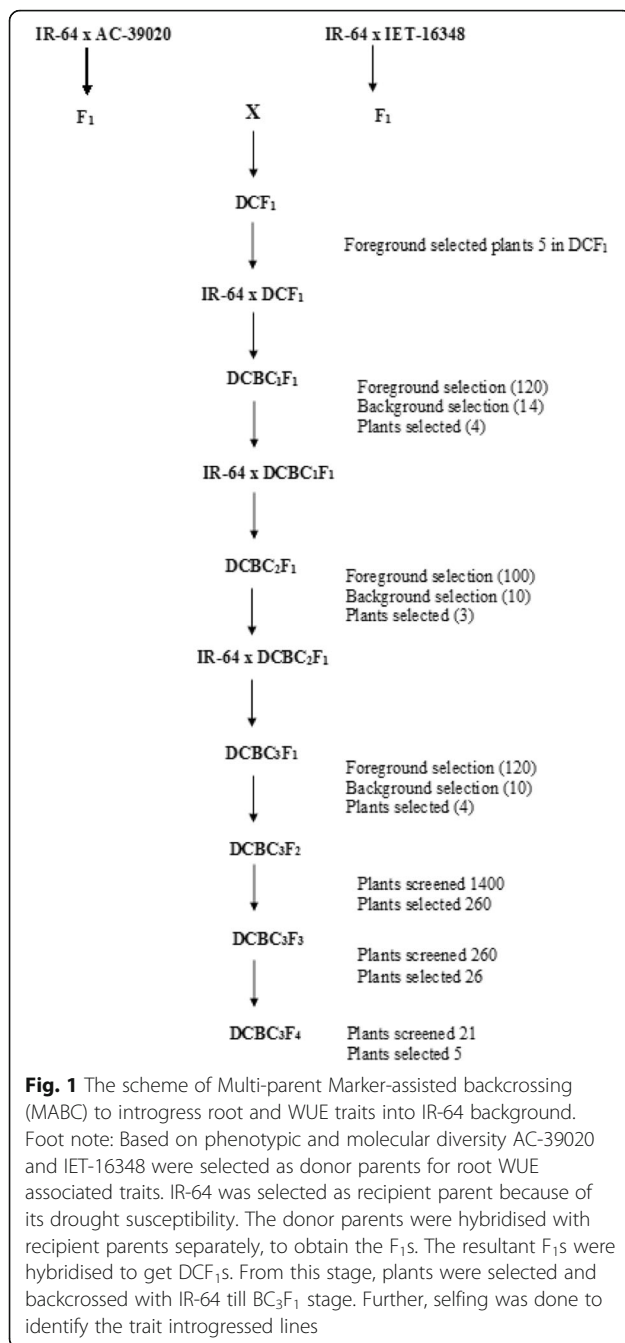 IR-64 x AC-39020 IR-64 x IET-16348
F₁ X F₁
DCF₁
Foreground selected plants 5 in DCF₁
IR-64 x DCF₁
DCBC₁F₁
Foreground selection (120)
Background selection (14)
Plants selected (4)
IR-64 x DCBC₁F₁
DCBC₂F₁
Foreground selection (100)
Background selection (10)
Plants selected (3)
IR-64 x DCBC₂F₁
DCBC₃F₁
Foreground selection (120)
Background selection (10)
Plants selected (4)
DCBC₃F₂
Plants screened 1400
Plants selected 260
DCBC₃F₃
Plants screened 260
Plants selected 26
DCBC₃F₄ Plants screened 21
Plants selected 5
Fig. 1 The scheme of Multi-parent Marker-assisted backcrossing
(MABC) to introgress root and WUE traits into IR-64 background.
Foot note: Based on phenotypic and molecular diversity AC-39020
and IET-16348 were selected as donor parents for root WUE
associated traits. IR-64 was selected as recipient parent because of
its drought susceptibility. The donor parents were hybridised with
recipient parents separately, to obtain the F₁s. The resultant F₁s were
hybridised to get DCF₁s. From this stage, plants were selected and
backcrossed with IR-64 till BC₃F₁ stage. Further, selfing was done to
identify the trait introgressed lines